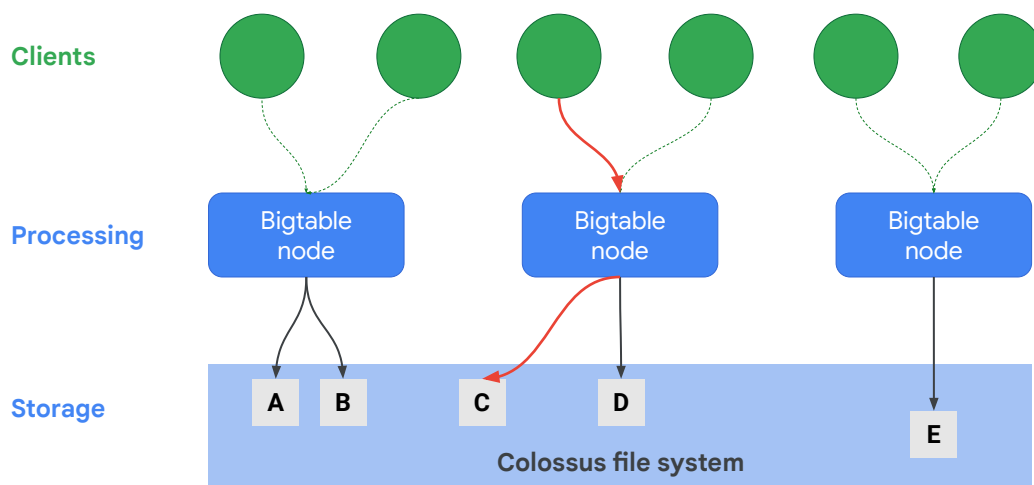 Clients
Processing
Bigtable
node
Bigtable
node
Bigtable
node
Storage
A
B
C
D
E
Colossus file system